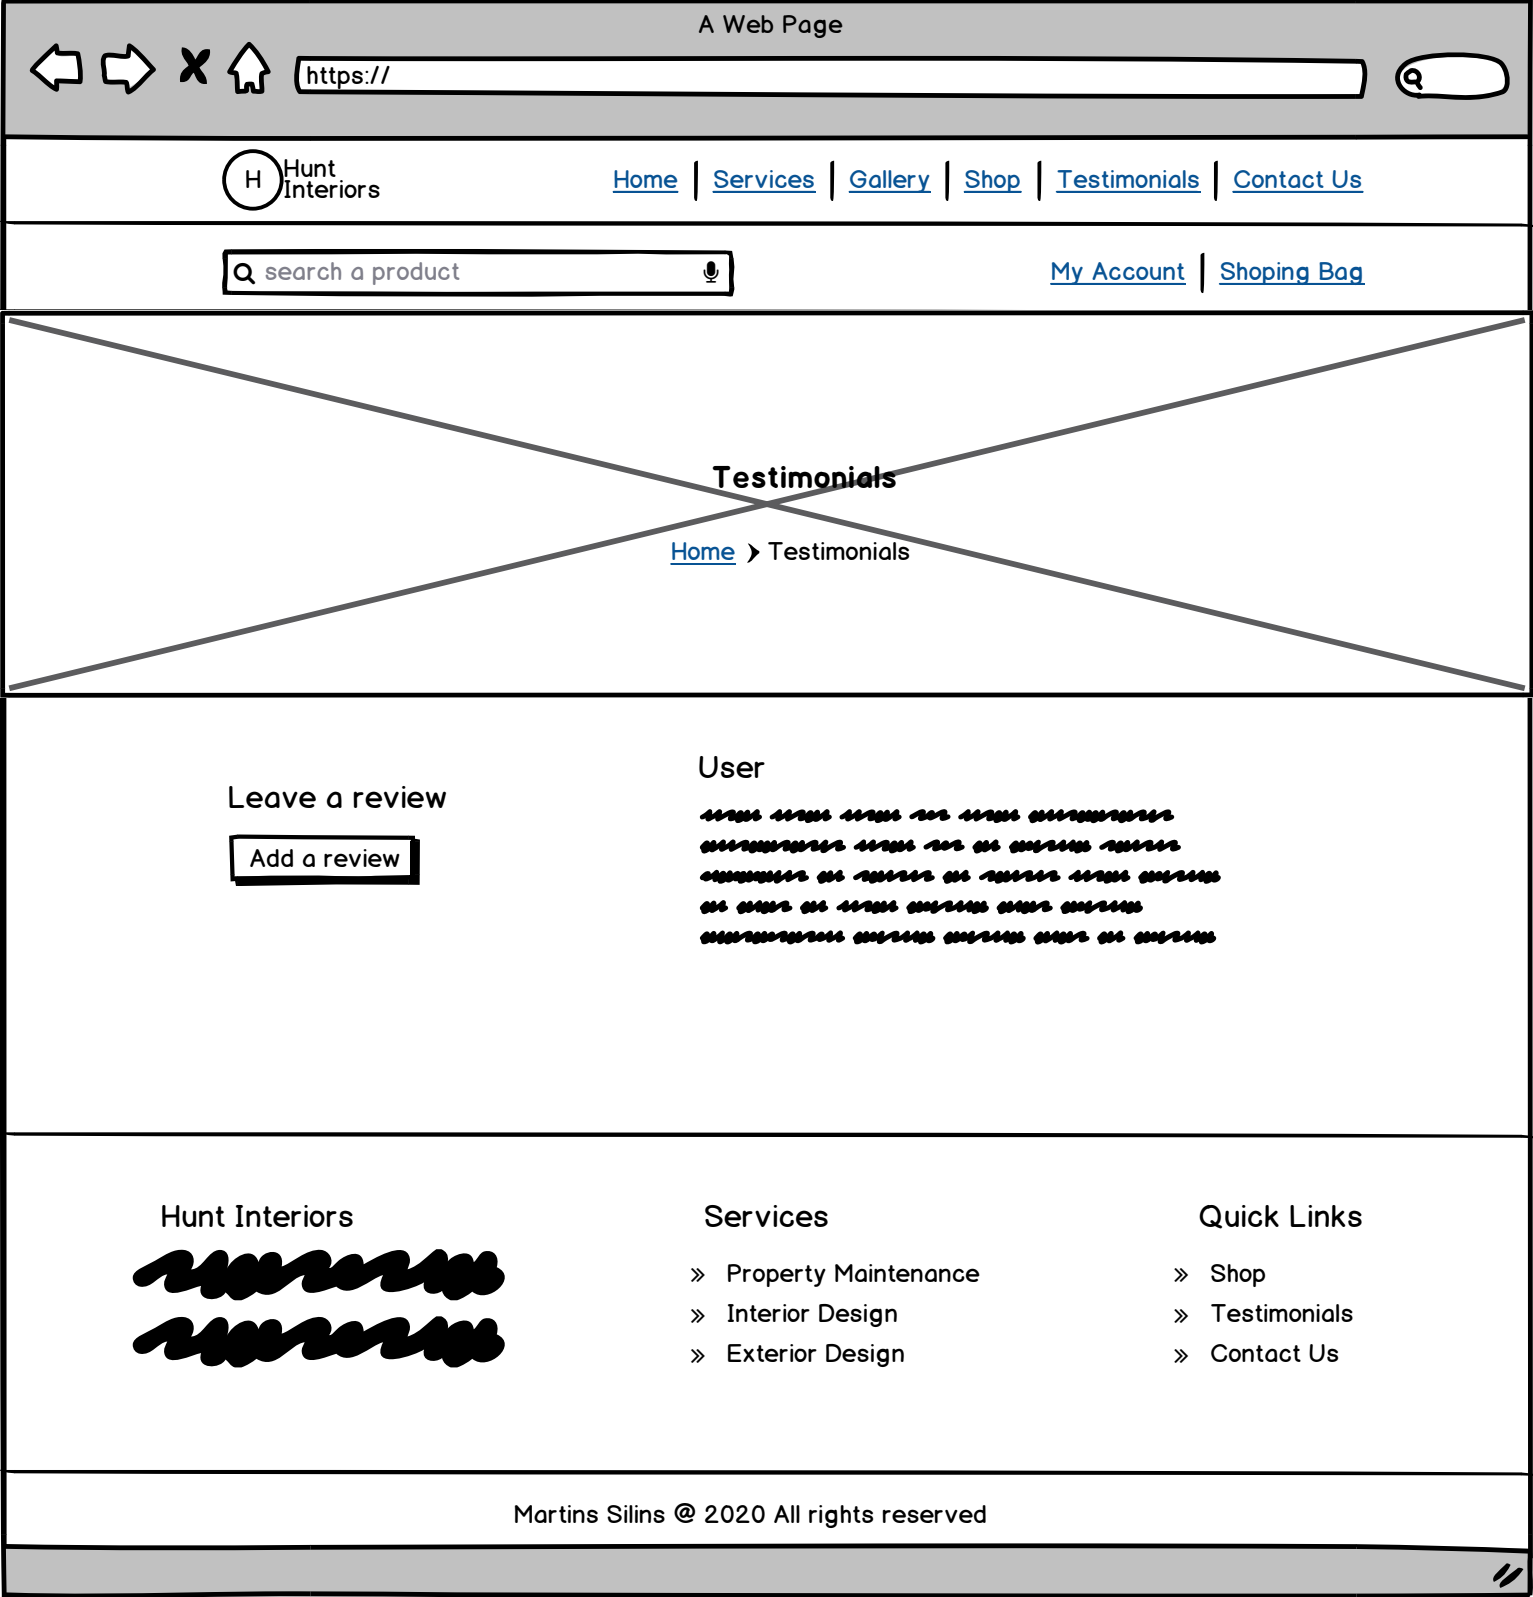 A Web Page
https://
H
Hunt
Interiors
Home Services Gallery Shop Testimonials Contact Us
search a product
My Account Shoping Bag
Testimonials
Home Testimonials
Leave a review
Add a review
User
Hunt Interiors
Services
Property Maintenance
Interior Design
Exterior Design
Quick Links
Shop
Testimonials
Contact Us
Martins Silins @ 2020 All rights reserved